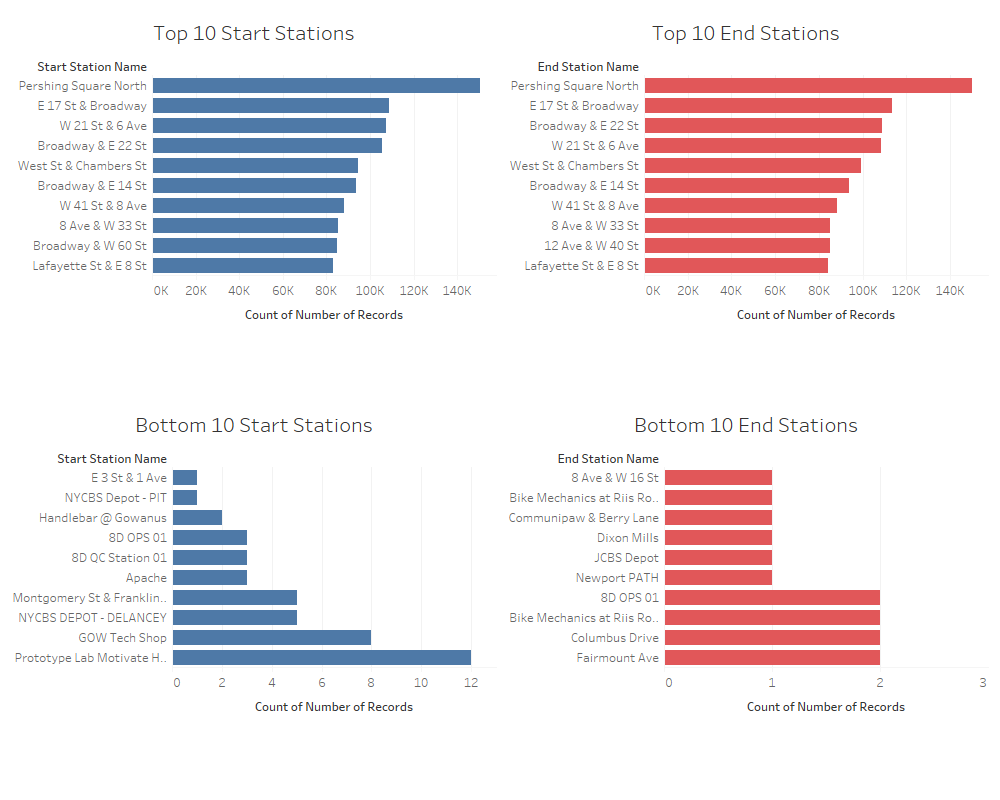 Top 10 Start Stations
Start Station Name
Pershing Square North
E 17 St & Broadway
W 21 St & 6 Ave
Broadway & E 22 St
West St & Chambers St
Broadway & E 14 St
W 41 St & 8 Ave
8 Ave & W 33 St
Broadway & W 60 St
Lafayette St & E 8 St
0K 20K 40K 60K 80K 100K 120K 140K
Count of Number of Records
Top 10 End Stations
End Station Name
Pershing Square North
E 17 St & Broadway
Broadway & E 22 St
W 21 St & 6 Ave
West St & Chambers St
Broadway & E 14 St
W 41 St & 8 Ave
8 Ave & W 33 St
12 Ave & W 40 St
Lafayette St & E 8 St
0K 20K 40K 60K 80K 100K 120K 140K
Count of Number of Records
Bottom 10 Start Stations
Start Station Name
E 3 St & 1 Ave
NYCBS Depot - PIT
Handlebar @ Gowanus
8D OPS 01
8D QC Station 01
Apache
Montgomery St & Franklin..
NYCBS DEPOT - DELANCEY
GOW Tech Shop
Prototype Lab Motivate H..
0 2 4 6 8 10 12
Count of Number of Records
Bottom 10 End Stations
End Station Name
8 Ave & W 16 St
Bike Mechanics at Riis Ro..
Communipaw & Berry Lane
Dixon Mills
JCBS Depot
Newport PATH
8D OPS 01
Bike Mechanics at Riis Ro..
Columbus Drive
Fairmount Ave
0 1 2 3
Count of Number of Records